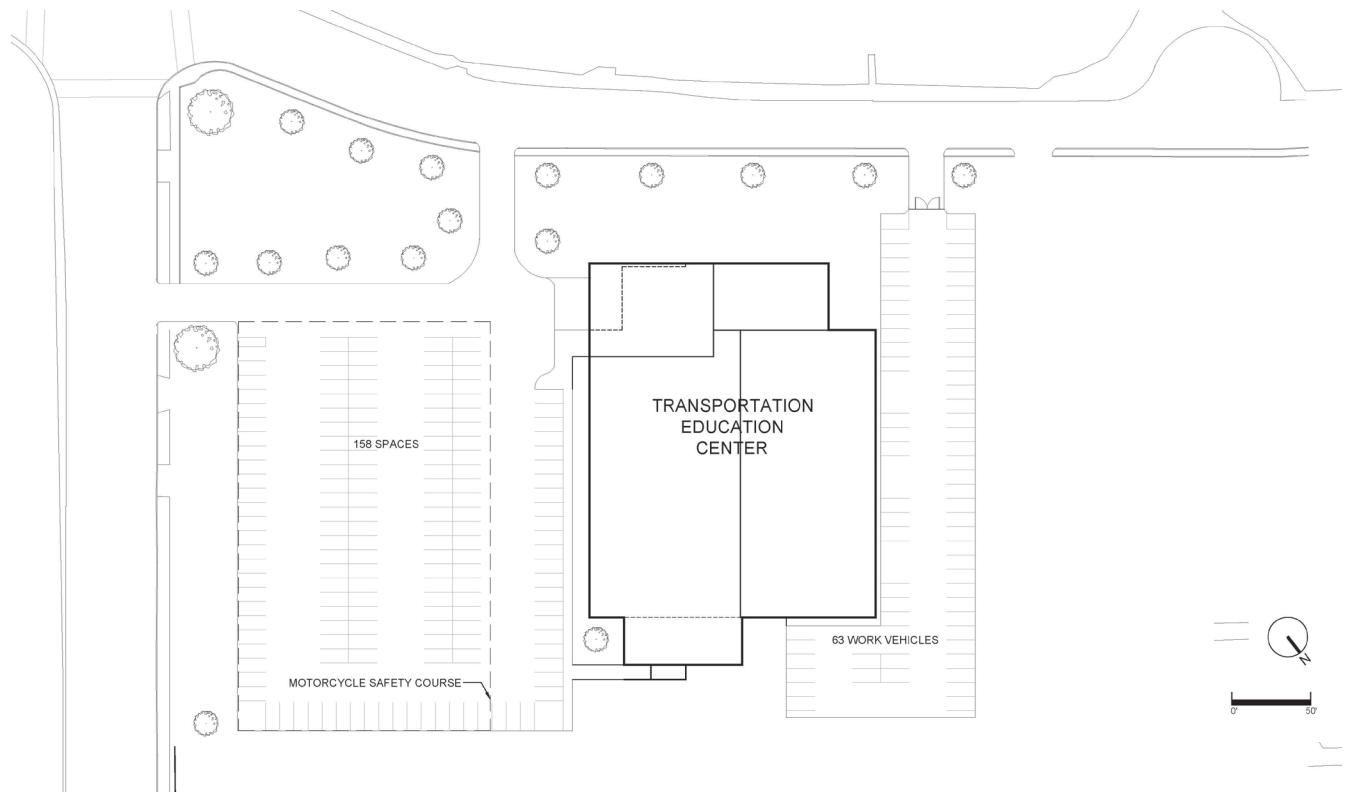 TRANSPORTATION
EDUCATION
CENTER
158 SPACES
63 WORK VEHICLES
MOTORCYCLE SAFETY COURSE
N
0'
50'